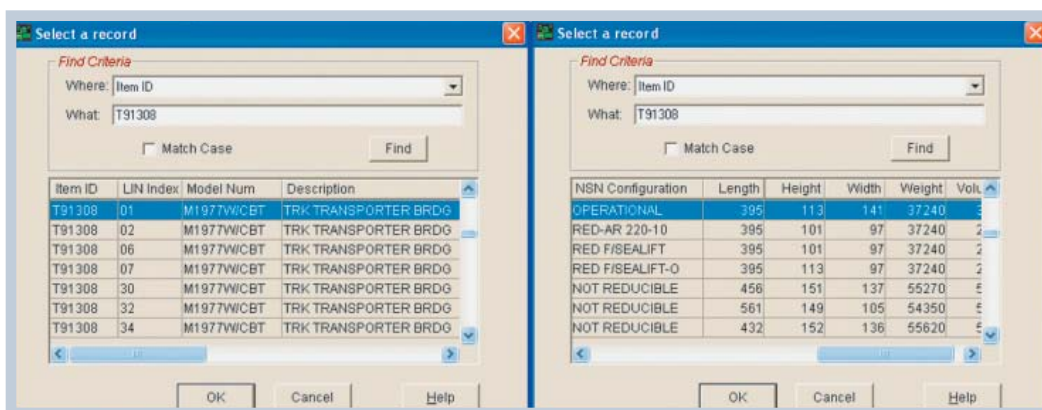 Select a record
Find Criteria
Where: Item ID
What: T91308
Match Case Find
Item ID LIN Index Model Num Description
T91308 01 M1977W/CBT TRK TRANSPORTER BRDG
T91308 02 M1977W/CBT TRK TRANSPORTER BRDG
T91308 06 M1977W/CBT TRK TRANSPORTER BRDG
T91308 07 M1977W/CBT TRK TRANSPORTER BRDG
T91308 30 M1977W/CBT TRK TRANSPORTER BRDG
T91308 32 M1977W/CBT TRK TRANSPORTER BRDG
T91308 34 M1977W/CBT TRK TRANSPORTER BRDG
OK Cancel Help
Select a record
Find Criteria
Where: Item ID
What: T91308
Match Case Find
NSN Configuration Length Height Width Weight Volu
OPERATIONAL 395 113 141 37240
RED-AR 220-10 395 101 97 37240 2
RED F/SEALIFT 395 101 97 37240 2
RED F/SEALIFT-O 395 113 97 37240 2
NOT REDUCIBLE 456 151 137 55270
NOT REDUCIBLE 561 149 105 54350
NOT REDUCIBLE 432 152 136 55620
OK Cancel Help